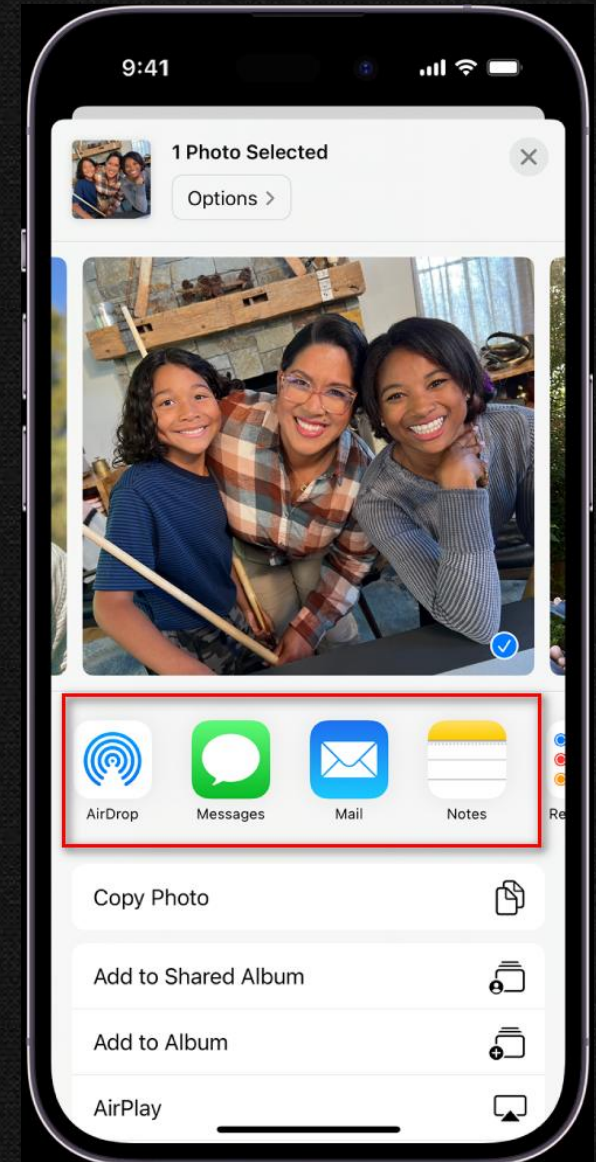 9:41
1 Photo Selected
Options >
AirDrop Messages Mail Notes Re
Copy Photo
Add to Shared Album
Add to Album
AirPlay